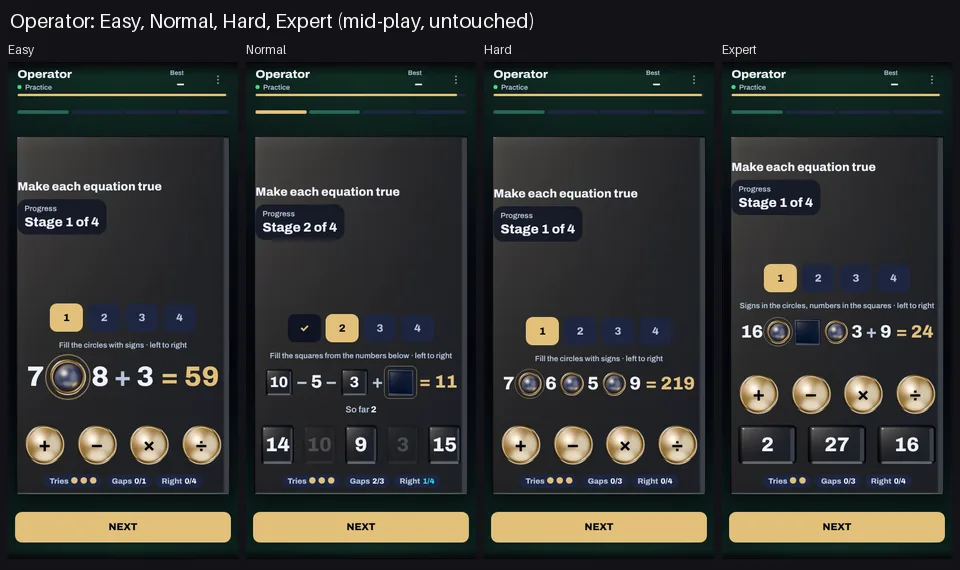 Operator: Easy, Normal, Hard, Expert (mid-play, untouched)
Easy
Operator
Practice
Best
–
Make each equation true
Progress
Stage 1 of 4
1 2 3 4
Fill the circles with signs · left to right
7 8 + 3 = 59
+ − × ÷
Tries Gaps 0/1 Right 0/4
NEXT
Normal
Operator
Practice
Best
–
Make each equation true
Progress
Stage 2 of 4
✓ 2 3 4
Fill the squares from the numbers below · left to right
10 − 5 − 3 + = 11
So far 2
14 10 9 3 15
Tries Gaps 2/3 Right 1/4
NEXT
Hard
Operator
Practice
Best
–
Make each equation true
Progress
Stage 1 of 4
1 2 3 4
Fill the circles with signs · left to right
7 6 5 9 = 219
+ − × ÷
Tries Gaps 0/3 Right 0/4
NEXT
Expert
Operator
Practice
Best
–
Make each equation true
Progress
Stage 1 of 4
1 2 3 4
Signs in the circles, numbers in the squares · left to right
16 3 + 9 = 24
+ − × ÷
2 27 16
Tries Gaps 0/3 Right 0/4
NEXT